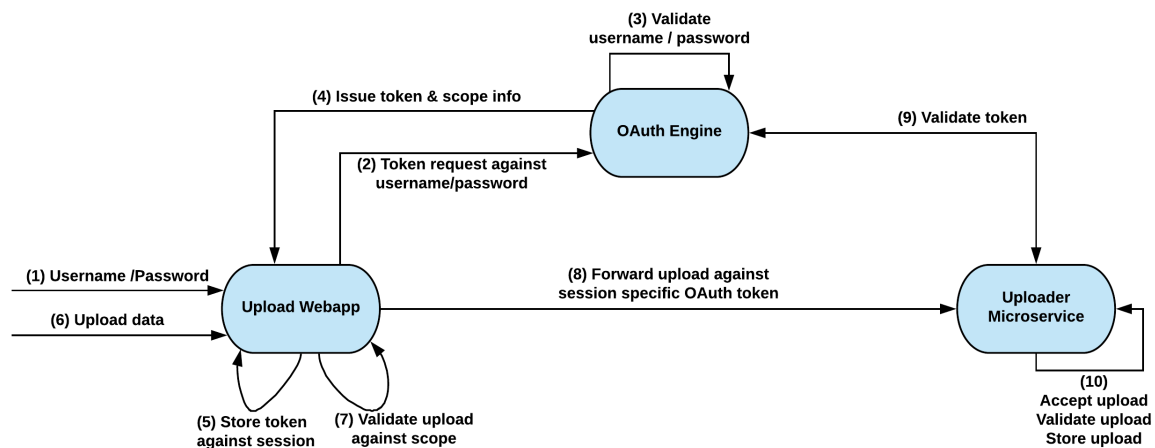 (3) Validate
username / password
(4) Issue token & scope info
OAuth Engine
(9) Validate token
(2) Token request against
username/password
(1) Username /Password
(8) Forward upload against
session specific OAuth token
Upload Webapp
Uploader
Microservice
(6) Upload data
(5) Store token
against session
(7) Validate upload
against scope
(10)
Accept upload
Validate upload
Store upload